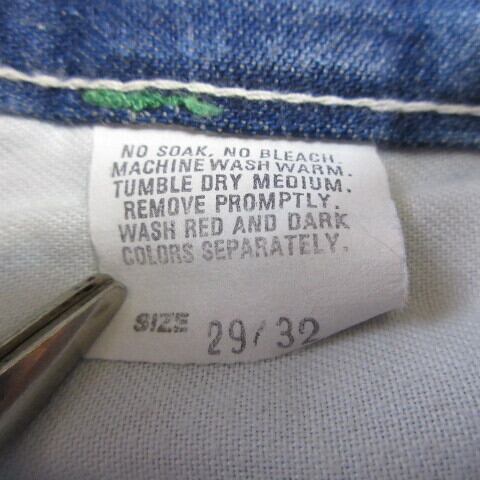 NO SOAK, NO BLEACH.
MACHINE WASH WARM.
TUMBLE DRY MEDIUM.
REMOVE PROMPTLY.
WASH RED AND DARK
COLORS SEPARATELY.
SIZE 29/32